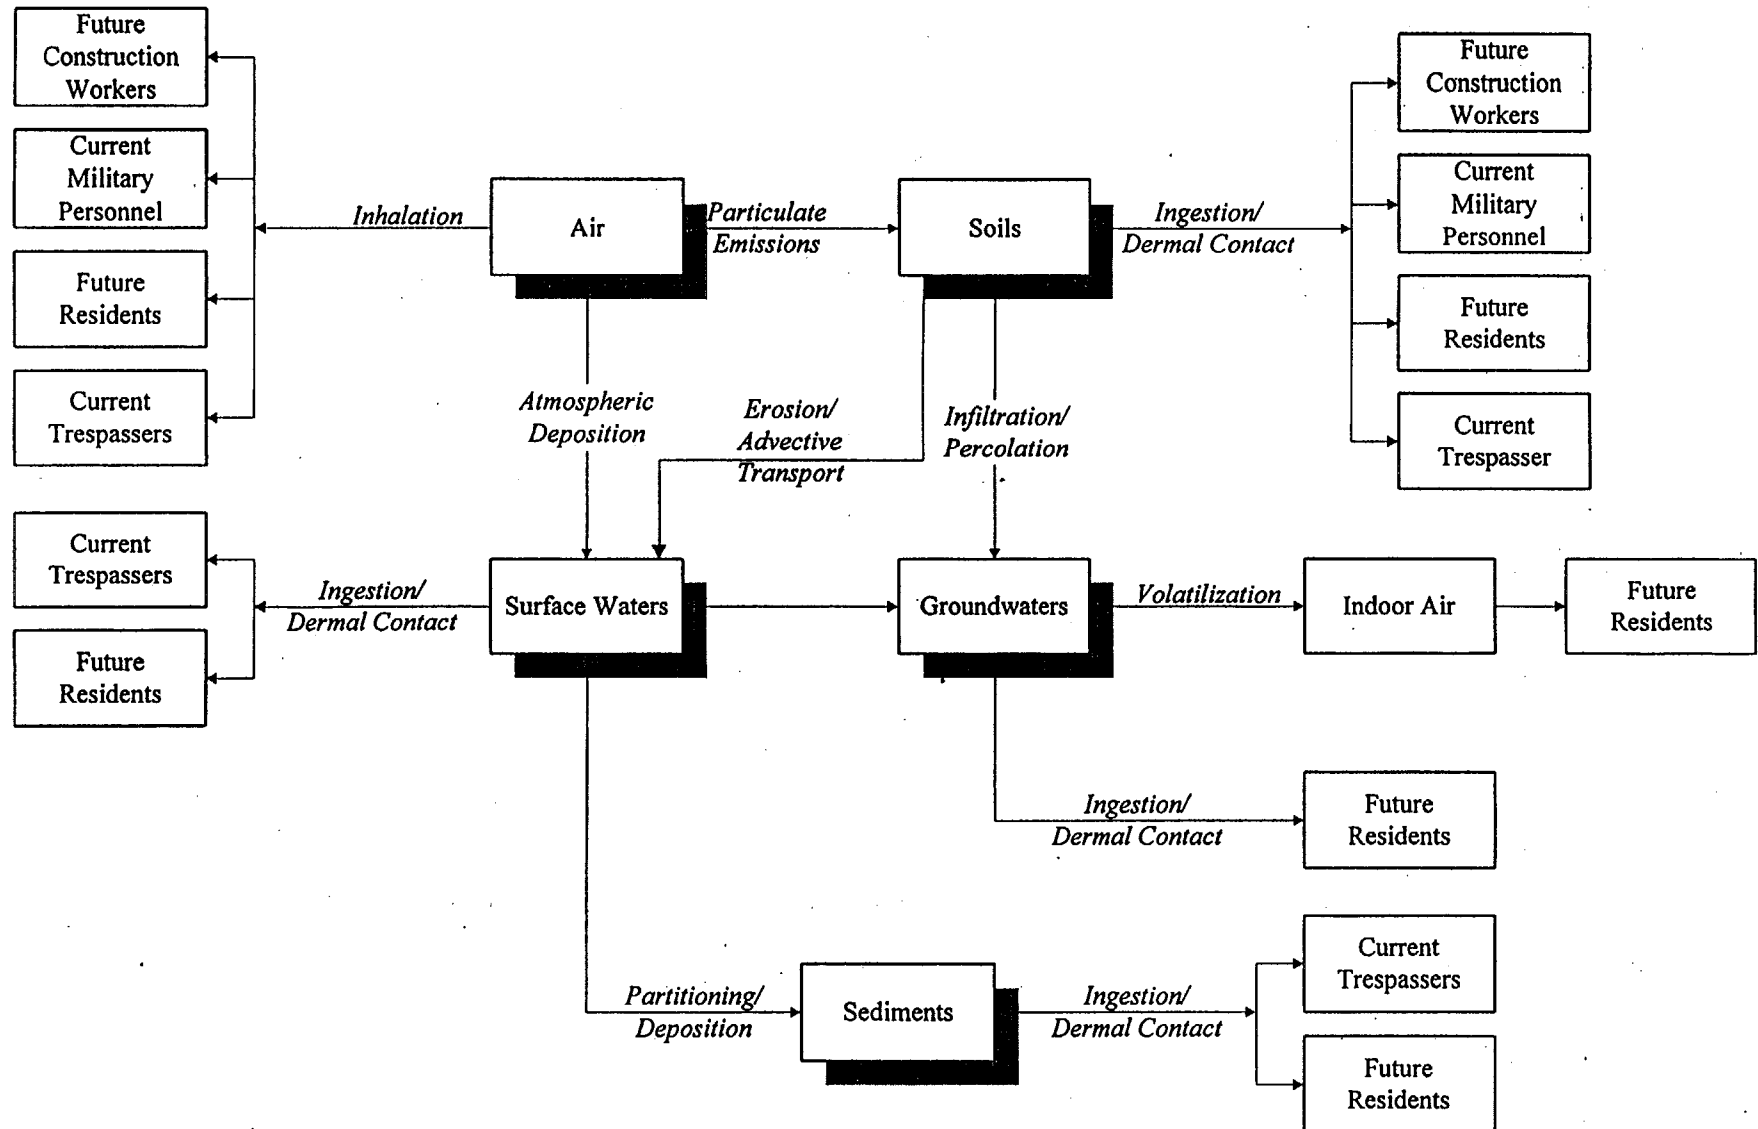 Future
Construction
Workers
Current
Military
Personnel
Future
Residents
Current
Trespassers
Inhalation
Air
Particulate
Emissions
Soils
Ingestion/
Dermal Contact
Future
Construction
Workers
Current
Military
Personnel
Future
Residents
Current
Trespasser
Atmospheric
Deposition
Erosion/
Advective
Transport
Infiltration/
Percolation
Current
Trespassers
Future
Residents
Ingestion/
Dermal Contact
Surface Waters
Groundwaters
Volatilization
Indoor Air
Future
Residents
Ingestion/
Dermal Contact
Future
Residents
Partitioning/
Deposition
Sediments
Ingestion/
Dermal Contact
Current
Trespassers
Future
Residents